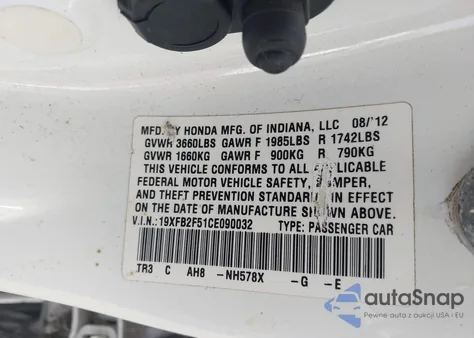 MFD. BY HONDA MFG. OF INDIANA, LLC 08/'12
GVWR 3660LBS GAWR F 1985LBS R 1742LBS
GVWR 1660KG GAWR F 900KG R 790KG
THIS VEHICLE CONFORMS TO ALL APPLICABLE
FEDERAL MOTOR VEHICLE SAFETY, BUMPER,
AND THEFT PREVENTION STANDARDS IN EFFECT
ON THE DATE OF MANUFACTURE SHOWN ABOVE.
V.I.N.: 19XFB2F51CE090032 TYPE: PASSENGER CAR
TR3 C AH8 -NH578X -G -E
autoSnap
Pewne auta z USA i EU